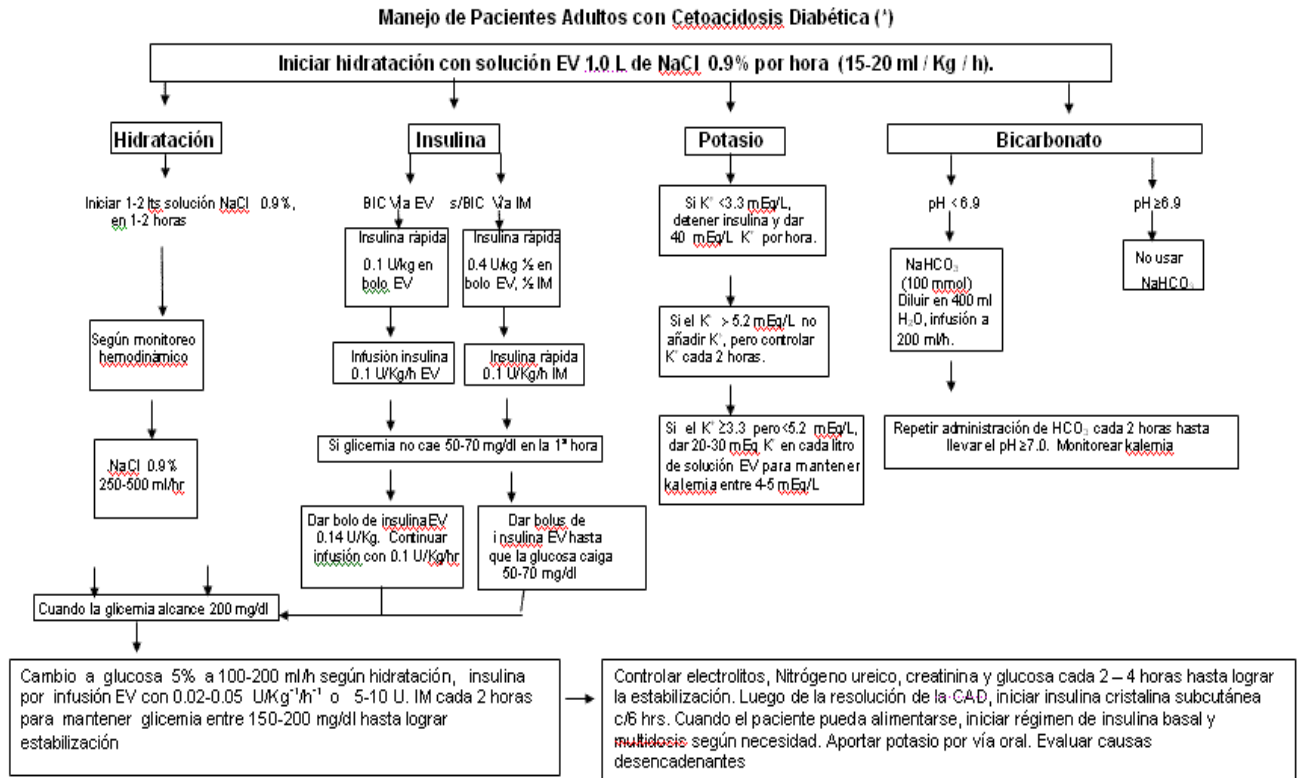 Manejo de Pacientes Adultos con Cetoacidosis Diabética (*)
Iniciar hidratación con solución EV 1.0 L de NaCl 0.9% por hora (15-20 ml / Kg / h).
Hidratación
Iniciar 1-2 lts solución NaCl 0.9%,
en 1-2 horas
Según monitoreo
hemodinámico
NaCl 0.9%
250-500 ml/hr
Insulina
BIC Vía EV
s/BIC Vía IM
Insulina rápida
0.1 U/kg en
bolo EV
Insulina rápida
0.4 U/kg ½ en
bolo EV, ½ IM
Infusión insulina
0.1 U/Kg/h EV
Insulina rápida
0.1 U/Kg/h IM
Si glicemia no cae 50-70 mg/dl en la 1ª hora
Dar bolo de insulina EV
0.14 U/Kg. Continuar
infusión con 0.1 U/Kg/hr
Dar bolus de
insulina EV hasta
que la glucosa caiga
50-70 mg/dl
Cuando la glicemia alcance 200 mg/dl
Potasio
Si K⁺ <3.3 mEq/L,
detener insulina y dar
40 mEq/L K⁺ por hora.
Si el K⁺ > 5.2 mEq/L no
añadir K⁺, pero controlar
K⁺ cada 2 horas.
Si el K⁺ ≥3.3 pero<5.2 mEq/L,
dar 20-30 mEq K⁺ en cada litro
de solución EV para mantener
kalemia entre 4-5 mEq/L
Bicarbonato
pH <6.9
pH ≥6.9
NaHCO₃
(100 mmol)
Diluir en 400 ml
H₂O, infusión a
200 ml/h.
No usar
NaHCO₃
Repetir administración de HCO₃ cada 2 horas hasta
llevar el pH ≥7.0. Monitorear kalemia
Cambio a glucosa 5% a 100-200 ml/h según hidratación, insulina
por infusión EV con 0.02-0.05 U/Kg⁻¹/h⁻¹ o 5-10 U. IM cada 2 horas
para mantener glicemia entre 150-200 mg/dl hasta lograr
estabilización
Controlar electrolitos, Nitrógeno ureico, creatinina y glucosa cada 2 – 4 horas hasta lograr
la estabilización. Luego de la resolución de la CAD, iniciar insulina cristalina subcutánea
c/6 hrs. Cuando el paciente pueda alimentarse, iniciar régimen de insulina basal y
multidosis según necesidad. Aportar potasio por vía oral. Evaluar causas
desencadenantes